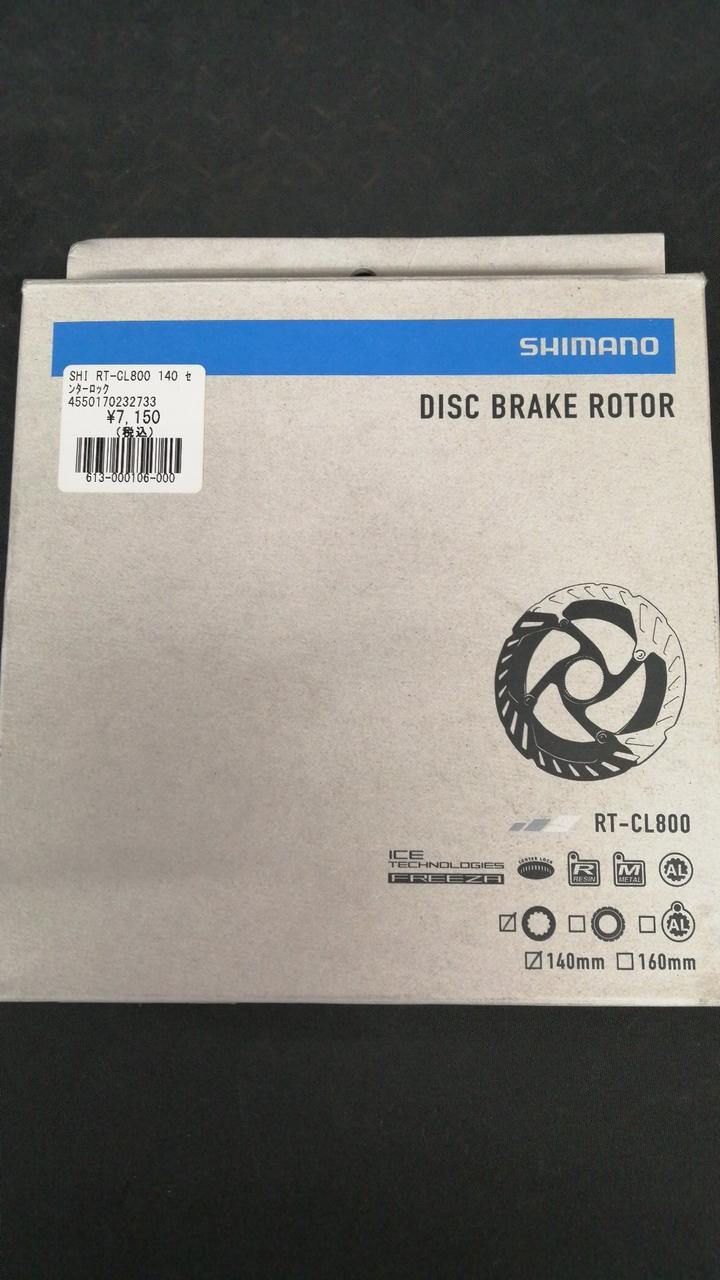 SHIMANO
SHI RT-CL800 140 セ
ンターロック
4550170232733
¥7,150
(税込)
613-000106-000
DISC BRAKE ROTOR
RT-CL800
ICE
TECHNOLOGIES
FREEZA
CENTER LOCK
R
RESIN
M
METAL
AL
AL
140mm 160mm